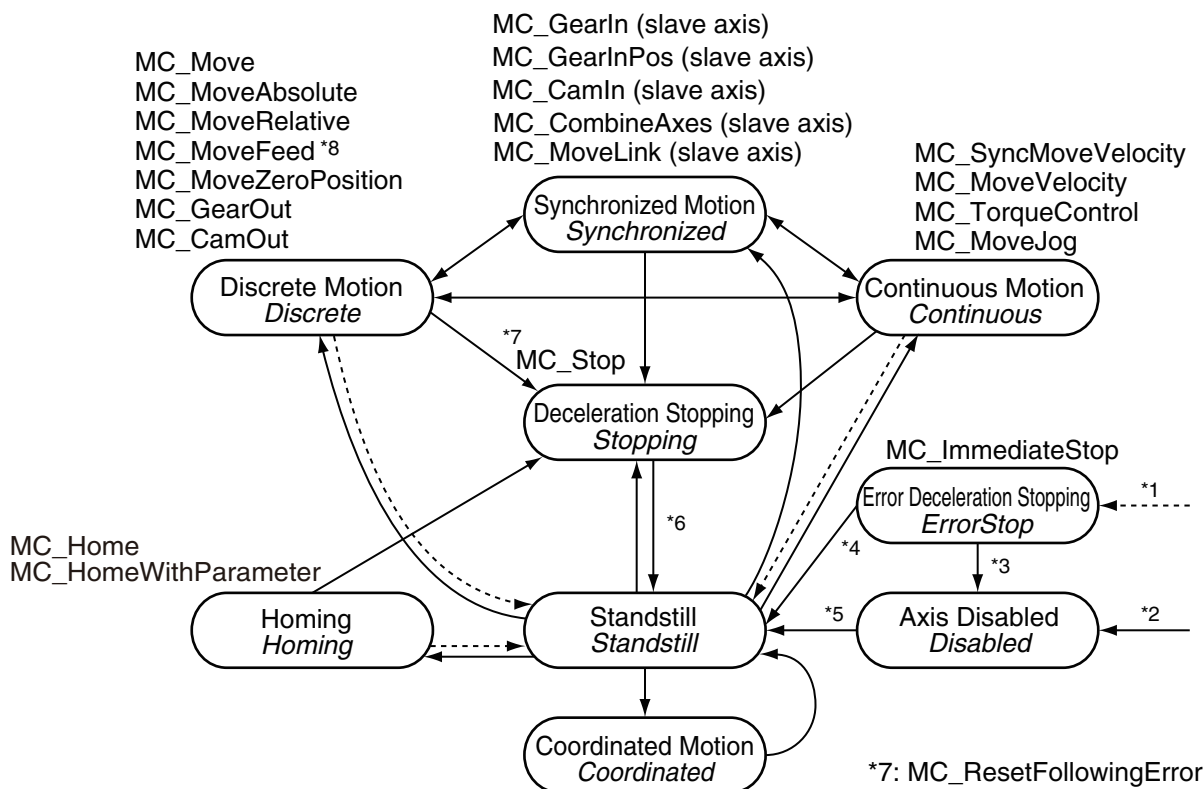 MC_GearIn (slave axis)
MC_GearInPos (slave axis)
MC_CamIn (slave axis)
MC_CombineAxes (slave axis)
MC_MoveLink (slave axis)
MC_Move
MC_MoveAbsolute
MC_MoveRelative
MC_MoveFeed *8
MC_MoveZeroPosition
MC_GearOut
MC_CamOut
MC_SyncMoveVelocity
MC_MoveVelocity
MC_TorqueControl
MC_MoveJog
Synchronized Motion
Synchronized
Discrete Motion
Discrete
Continuous Motion
Continuous
*7
MC_Stop
Deceleration Stopping
Stopping
MC_ImmediateStop
Error Deceleration Stopping
ErrorStop
*1
*6
*4
*3
MC_Home
MC_HomeWithParameter
Homing
Homing
Standstill
Standstill
*5
Axis Disabled
Disabled
*2
Coordinated Motion
Coordinated
*7: MC_ResetFollowingError